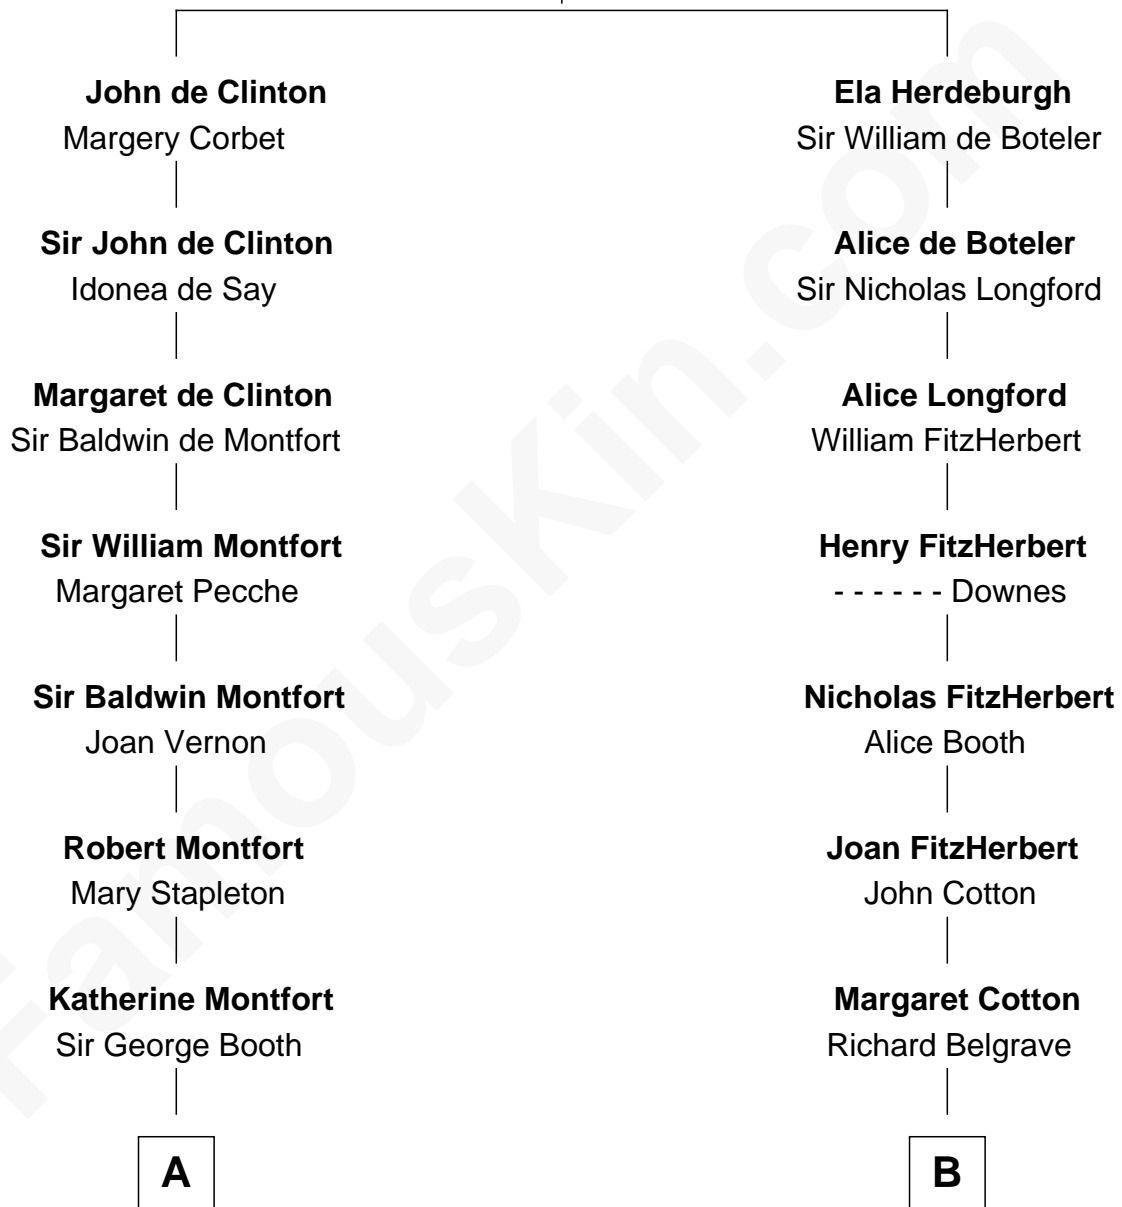 John de Clinton
Margery Corbet
Sir John de Clinton
Idonea de Say
Margaret de Clinton
Sir Baldwin de Montfort
Sir William Montfort
Margaret Pecche
Sir Baldwin Montfort
Joan Vernon
Robert Montfort
Mary Stapleton
Katherine Montfort
Sir George Booth
A
Ela Herdeburgh
Sir William de Boteler
Alice de Boteler
Sir Nicholas Longford
Alice Longford
William FitzHerbert
Henry FitzHerbert
- - - - - - Downes
Nicholas FitzHerbert
Alice Booth
Joan FitzHerbert
John Cotton
Margaret Cotton
Richard Belgrave
B
FamousKin.com